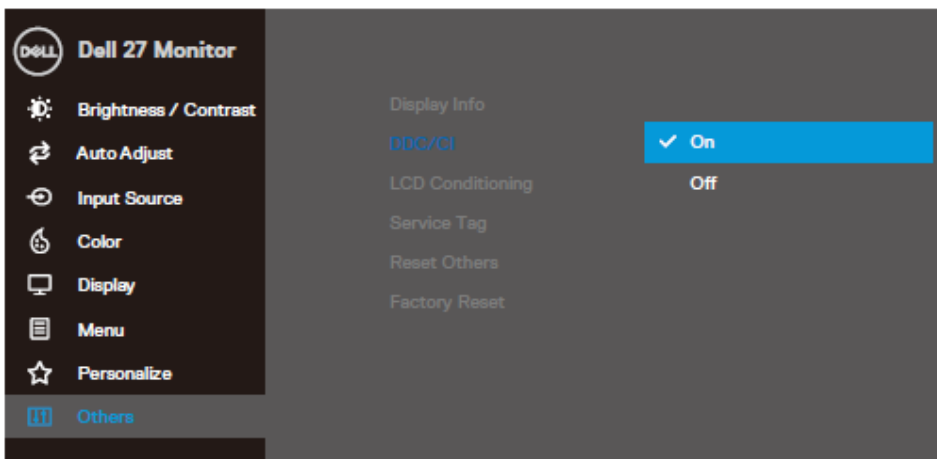 DELL Dell 27 Monitor
Brightness / Contrast
Auto Adjust
Input Source
Color
Display
Menu
Personalize
Others
Display Info
DDC/CI
LCD Conditioning
Service Tag
Reset Others
Factory Reset
On
Off